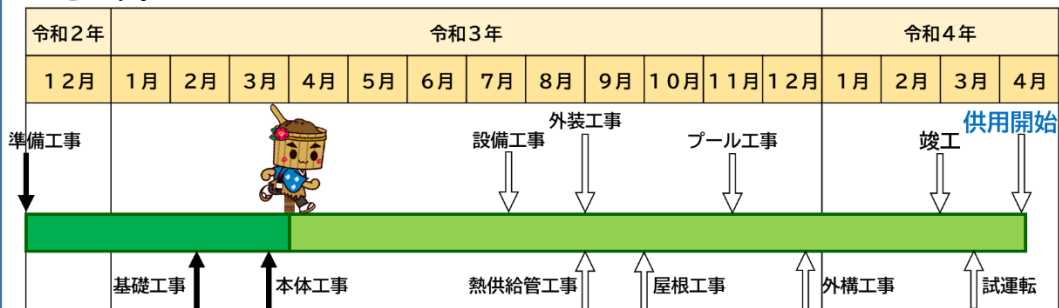 令和2年 令和3年 令和4年
12月 1月 2月 3月 4月 5月 6月 7月 8月 9月 10月 11月 12月 1月 2月 3月 4月
準備工事 設備工事 外装工事 プール工事 竣工 供用開始
基礎工事 本体工事 熱供給管工事 屋根工事 外構工事 試運転